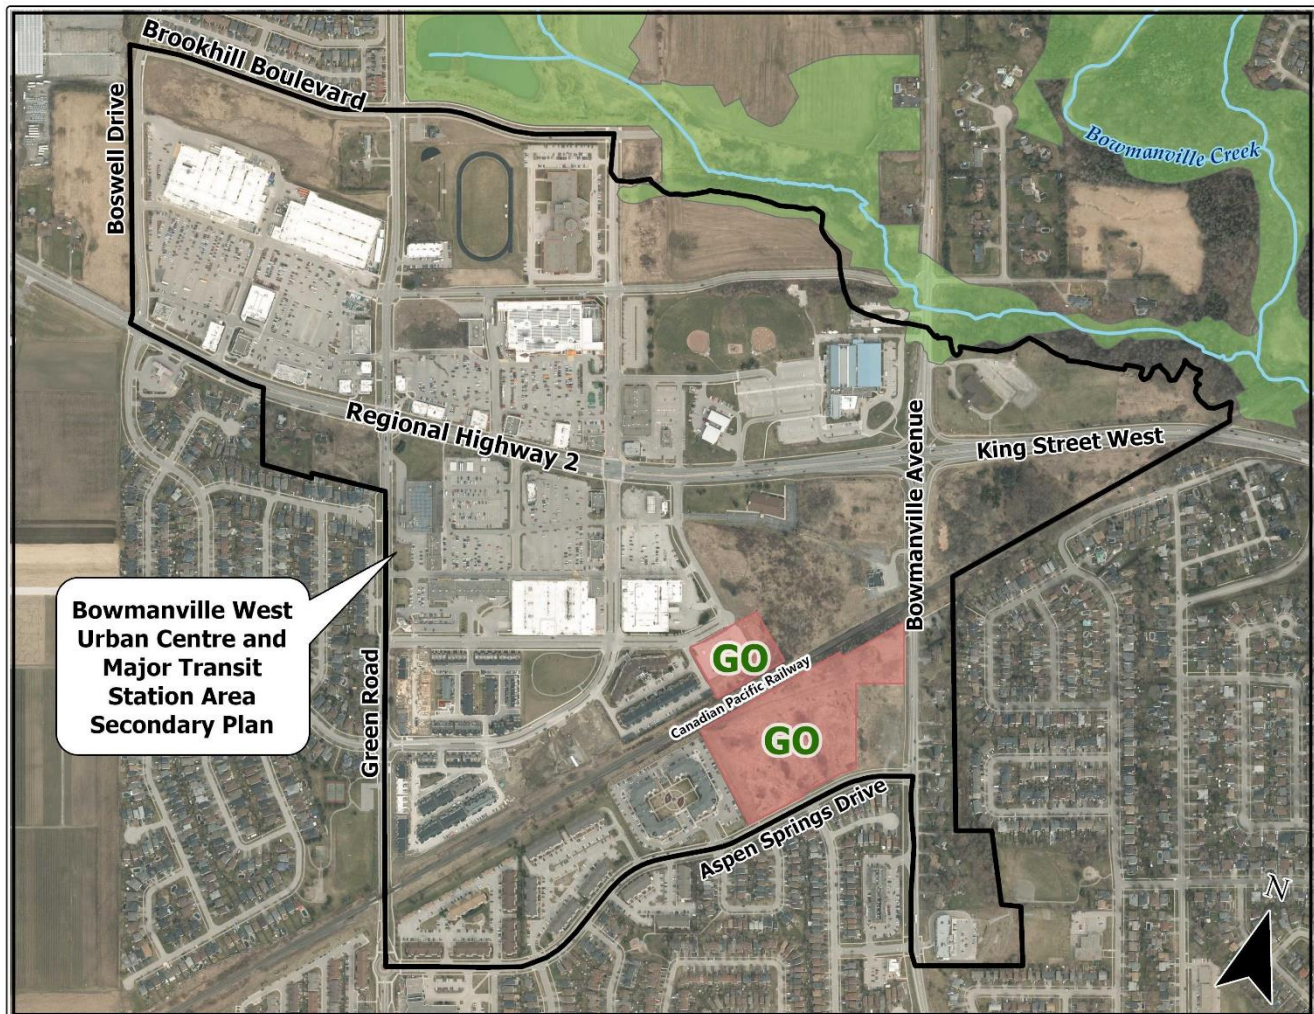 Brookhill Boulevard
Boswell Drive
Bowmanville Creek
Regional Highway 2
King Street West
Bowmanville Avenue
Bowmanville West
Urban Centre and
Major Transit
Station Area
Secondary Plan
Green Road
GO
Canadian Pacific Railway
GO
Aspen Springs Drive
N